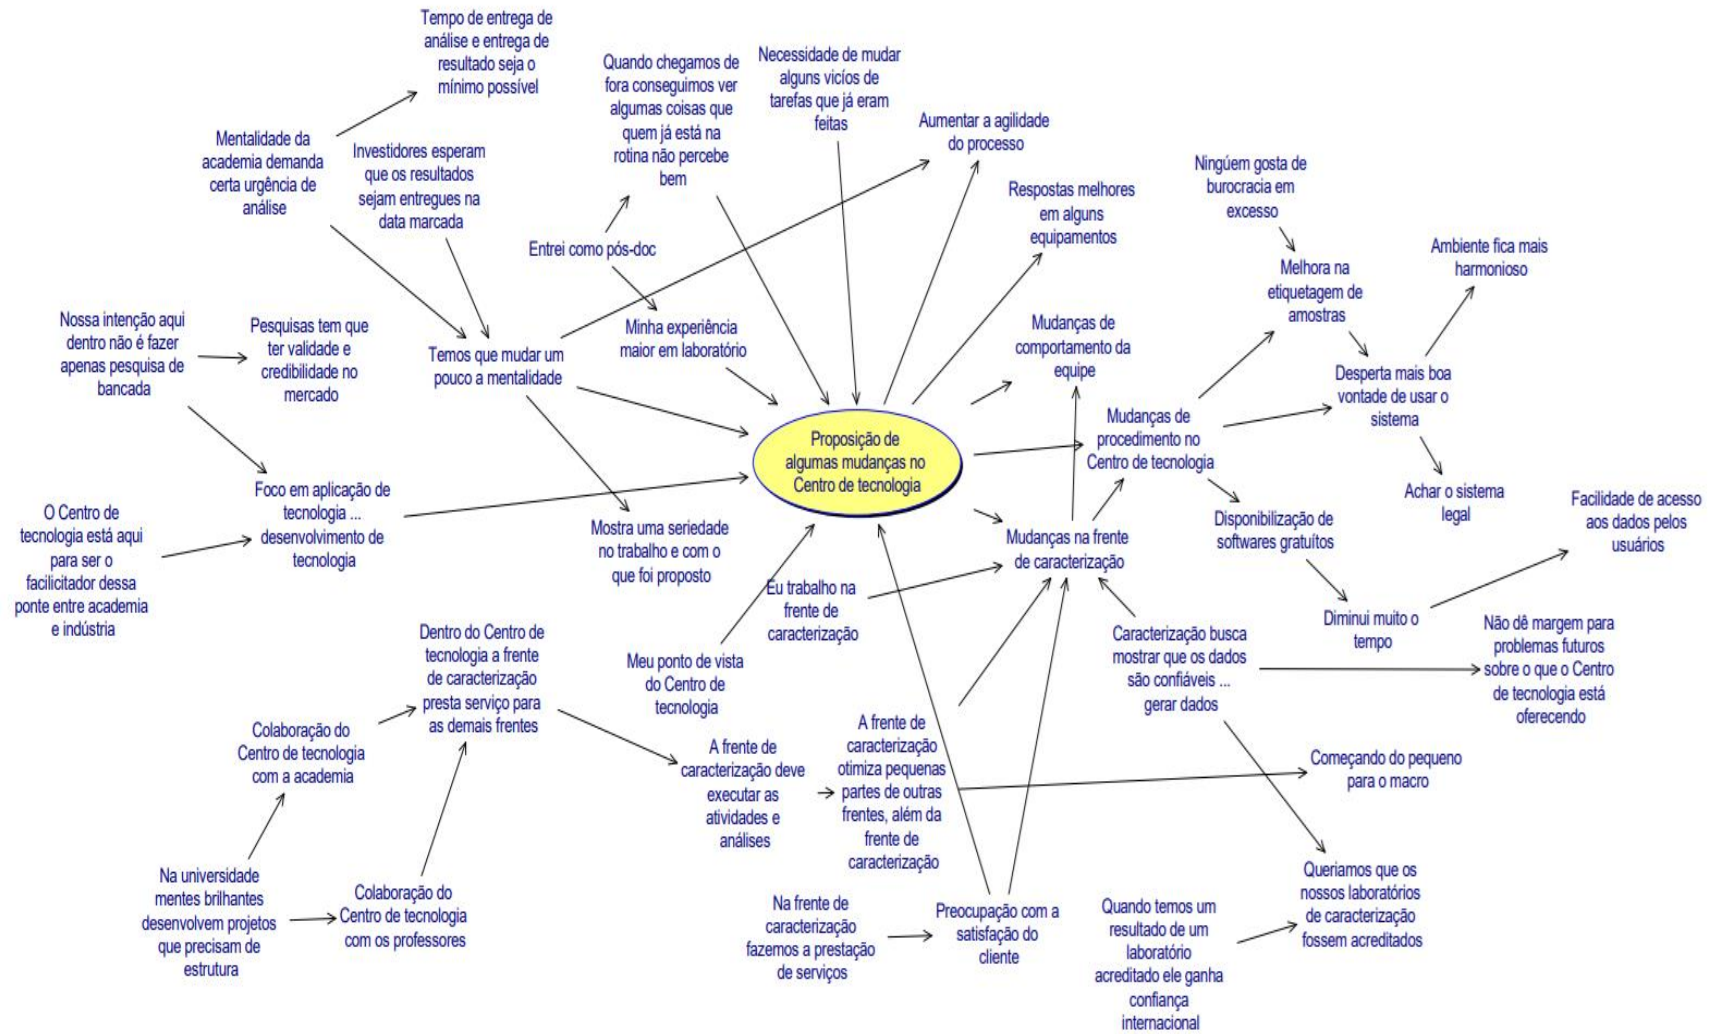 Tempo de entrega de
análise e entrega de
resultado seja o
mínimo possível
Quando chegamos de
fora conseguimos ver
algumas coisas que
quem já está na
rotina não percebe
bem
Necessidade de mudar
alguns vicíos de
tarefas que já eram
feitas
Aumentar a agilidade
do processo
Mentalidade da
academia demanda
certa urgência de
análise
Investidores esperam
que os resultados
sejam entregues na
data marcada
Ningúem gosta de
burocracia em
excesso
Respostas melhores
em alguns
equipamentos
Entrei como pós-doc
Ambiente fica mais
harmonioso
Melhora na
etiquetagem de
amostras
Nossa intenção aqui
dentro não é fazer
apenas pesquisa de
bancada
Pesquisas tem que
ter validade e
credibilidade no
mercado
Temos que mudar um
pouco a mentalidade
Minha experiência
maior em laboratório
Mudanças de
comportamento da
equipe
Desperta mais boa
vontade de usar o
sistema
Mudanças de
procedimento no
Centro de tecnologia
Proposição de
algumas mudanças no
Centro de tecnologia
Achar o sistema
legal
Facilidade de acesso
aos dados pelos
usuários
Foco em aplicação de
tecnologia ...
desenvolvimento de
tecnologia
O Centro de
tecnologia está aqui
para ser o
facilicitador dessa
ponte entre academia
e indústria
Mostra uma seriedade
no trabalho e com o
que foi proposto
Mudanças na frente
de caracterização
Disponibilização de
softwares gratuítos
Eu trabalho na
frente de
caracterização
Diminui muito o
tempo
Não dê margem para
problemas futuros
sobre o que o Centro
de tecnologia está
oferecendo
Caracterização busca
mostrar que os dados
são confiáveis ...
gerar dados
Dentro do Centro de
tecnologia a frente
de caracterização
presta serviço para
as demais frentes
Meu ponto de vista
do Centro de
tecnologia
Colaboração do
Centro de tecnologia
com a academia
A frente de
caracterização deve
executar as
atividades e
análises
A frente de
caracterização
otimiza pequenas
partes de outras
frentes, além da
frente de
caracterização
Começando do pequeno
para o macro
Na universidade
mentes brilhantes
desenvolvem projetos
que precisam de
estrutura
Colaboração do
Centro de tecnologia
com os professores
Na frente de
caracterização
fazemos a prestação
de serviços
Preocupação com a
satisfação do
cliente
Quando temos um
resultado de um
laboratório
acreditado ele ganha
confiança
internacional
Queriamos que os
nossos laboratórios
de caracterização
fossem acreditados